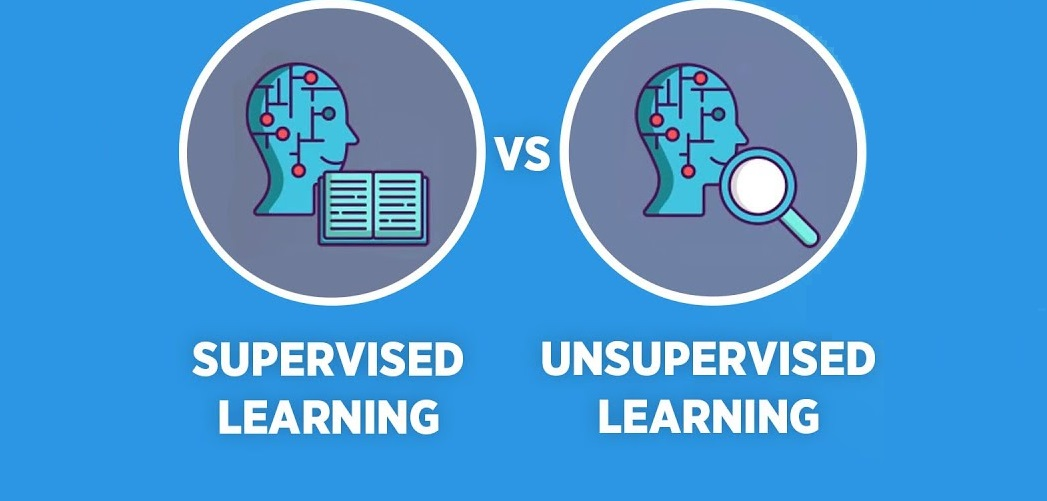 VS
SUPERVISED
LEARNING
UNSUPERVISED
LEARNING